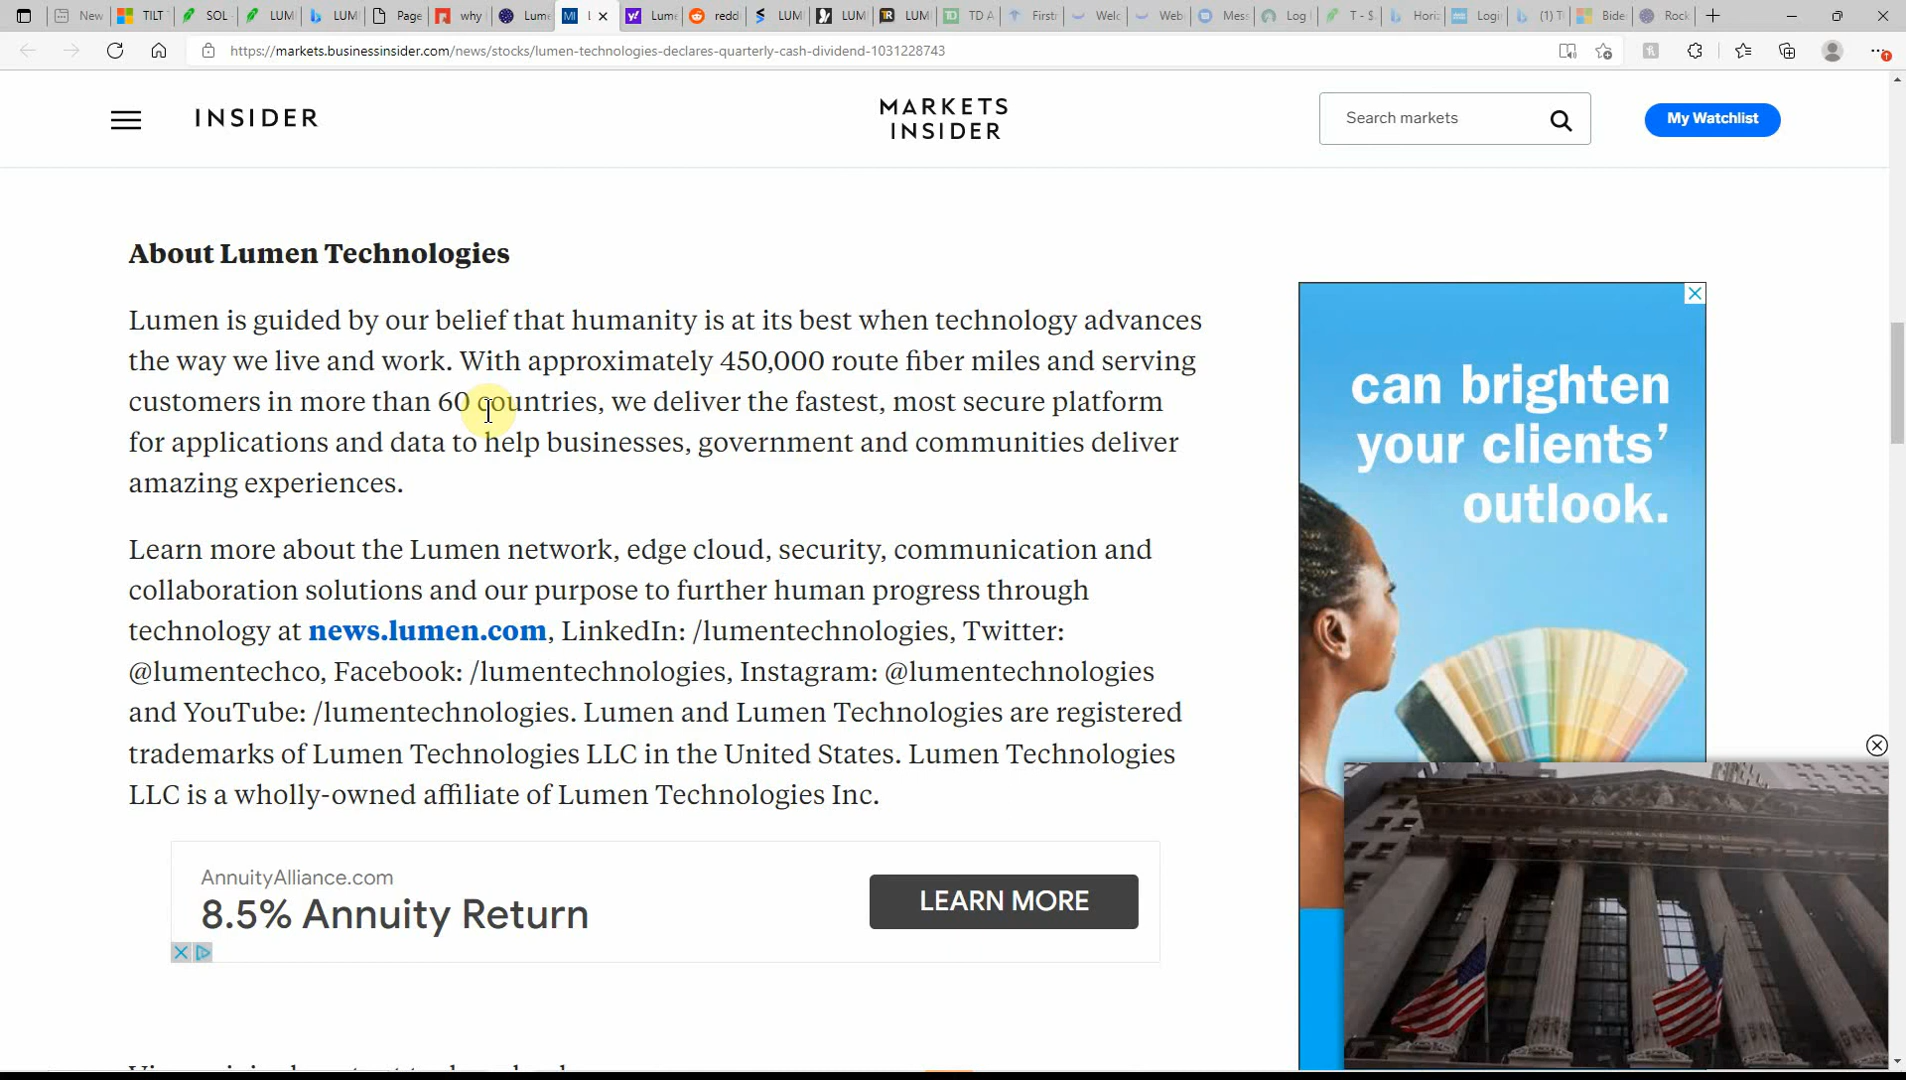 New
TILT
SOL -
LUMI
LUM
Page
why
Lume
I
Lume
redd
LUM
LUM
LUM
TD A
First
Welc
Web
Mess
Log
T - $
Horiz
Login
(1) T
Bide
Rock
https://markets.businessinsider.com/news/stocks/lumen-technologies-declares-quarterly-cash-dividend-1031228743
INSIDER
MARKETS
INSIDER
Search markets
My Watchlist
About Lumen Technologies
Lumen is guided by our belief that humanity is at its best when technology advances
the way we live and work. With approximately 450,000 route fiber miles and serving
customers in more than 60 countries, we deliver the fastest, most secure platform
for applications and data to help businesses, government and communities deliver
amazing experiences.
Learn more about the Lumen network, edge cloud, security, communication and
collaboration solutions and our purpose to further human progress through
technology at news.lumen.com, LinkedIn: /lumentechnologies, Twitter:
@lumentechco, Facebook: /lumentechnologies, Instagram: @lumentechnologies
and YouTube: /lumentechnologies. Lumen and Lumen Technologies are registered
trademarks of Lumen Technologies LLC in the United States. Lumen Technologies
LLC is a wholly-owned affiliate of Lumen Technologies Inc.
can brighten
your clients’
outlook.
AnnuityAlliance.com
8.5% Annuity Return
LEARN MORE